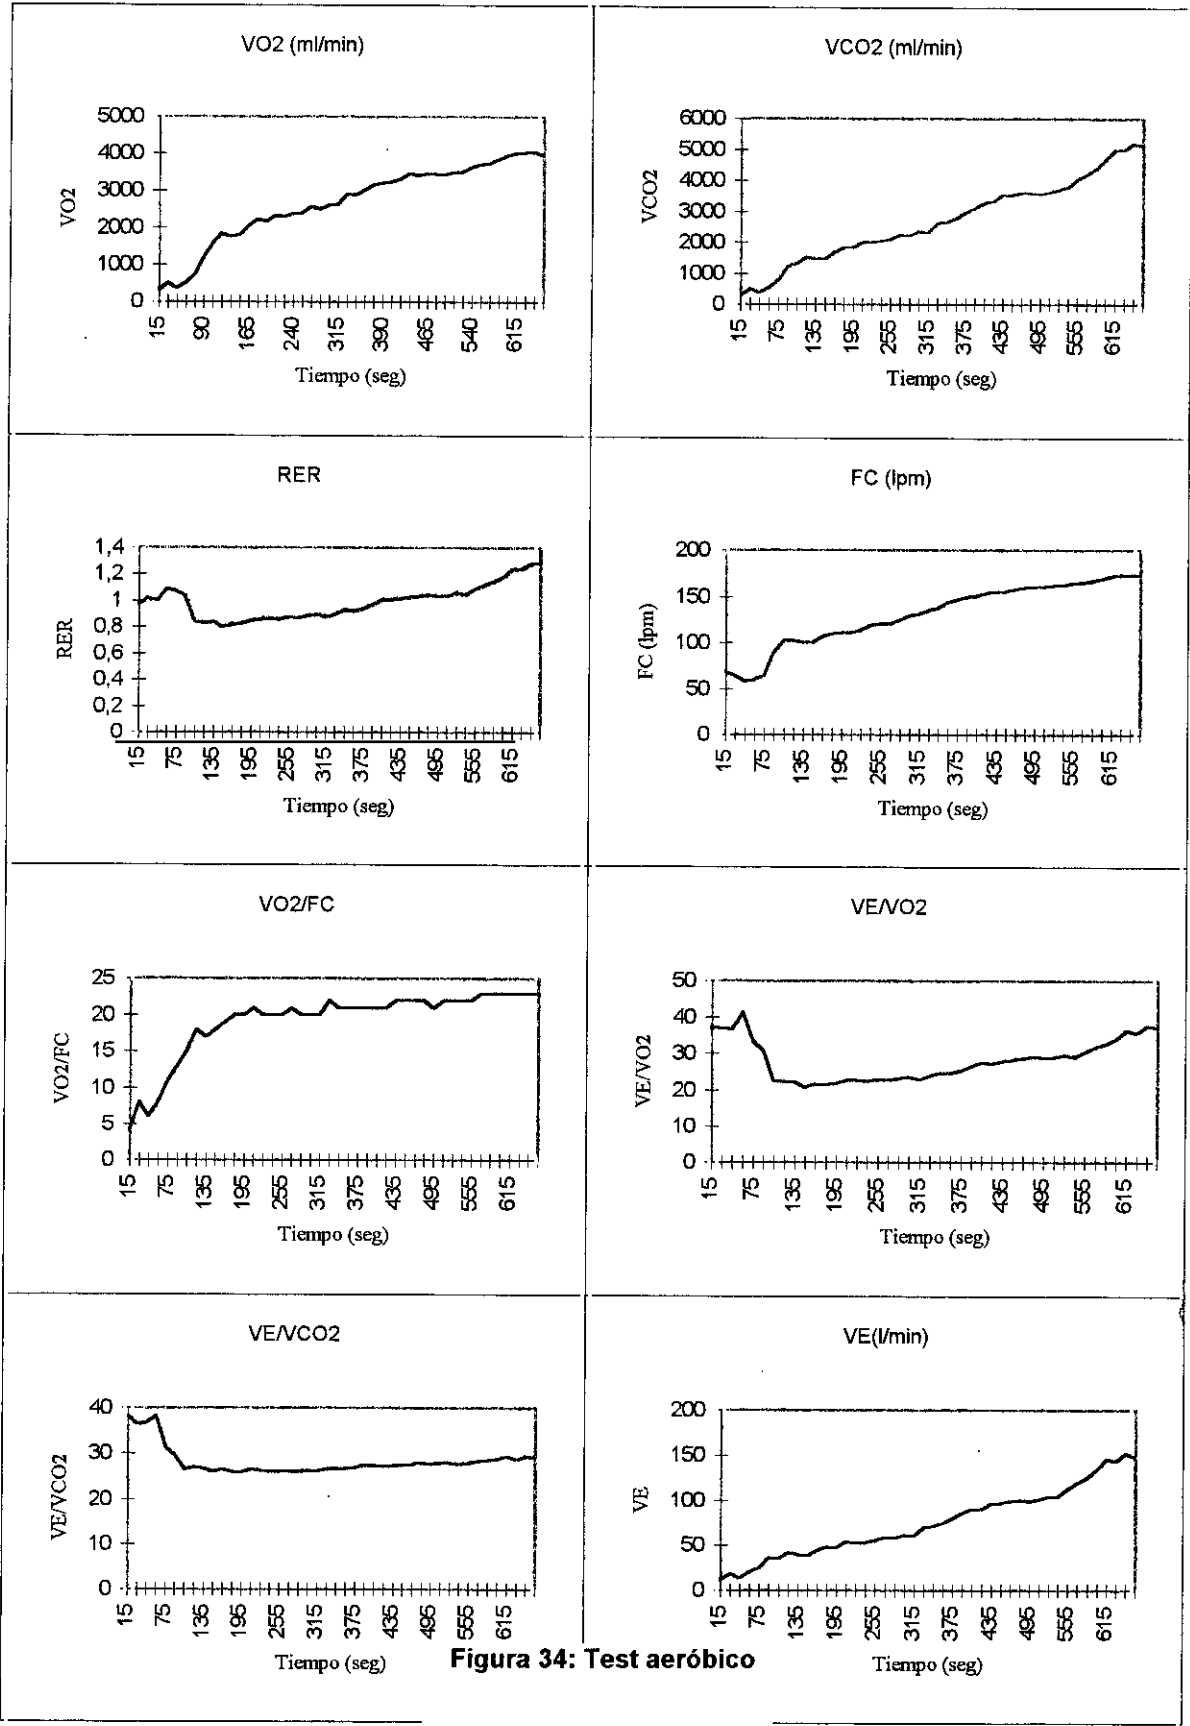 VO2 (ml/min)
VO2
5000
4000
3000
2000
1000
0
15 90 165 240 315 390 465 540 615
Tiempo (seg)
VCO2 (ml/min)
VCO2
6000
5000
4000
3000
2000
1000
0
15 75 135 195 255 315 375 435 495 555 615
Tiempo (seg)
RER
RER
1,4
1,2
1
0,8
0,6
0,4
0,2
0
15 75 135 195 255 315 375 435 495 555 615
Tiempo (seg)
FC (lpm)
FC (lpm)
200
150
100
50
0
15 75 135 195 255 315 375 435 495 555 615
Tiempo (seg)
VO2/FC
VO2/FC
25
20
15
10
5
0
15 75 135 195 255 315 375 435 495 555 615
Tiempo (seg)
VE/VO2
VE/VO2
50
40
30
20
10
0
15 75 135 195 255 315 375 435 495 555 615
Tiempo (seg)
VE/VCO2
VE/VCO2
40
30
20
10
0
15 75 135 195 255 315 375 435 495 555 615
Tiempo (seg)
VE(l/min)
VE
200
150
100
50
0
15 75 135 195 255 315 375 435 495 555 615
Tiempo (seg)
Figura 34: Test aeróbico